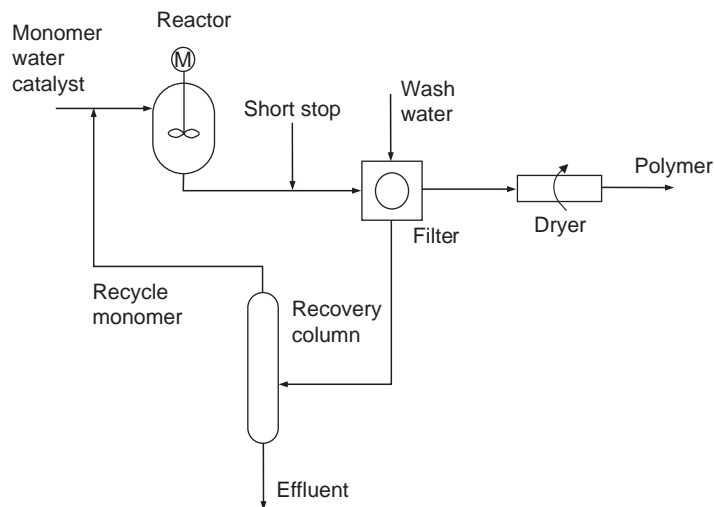 Reactor
Monomer
water
catalyst
M
Short stop
Wash
water
Polymer
Filter
Dryer
Recycle
monomer
Recovery
column
Effluent